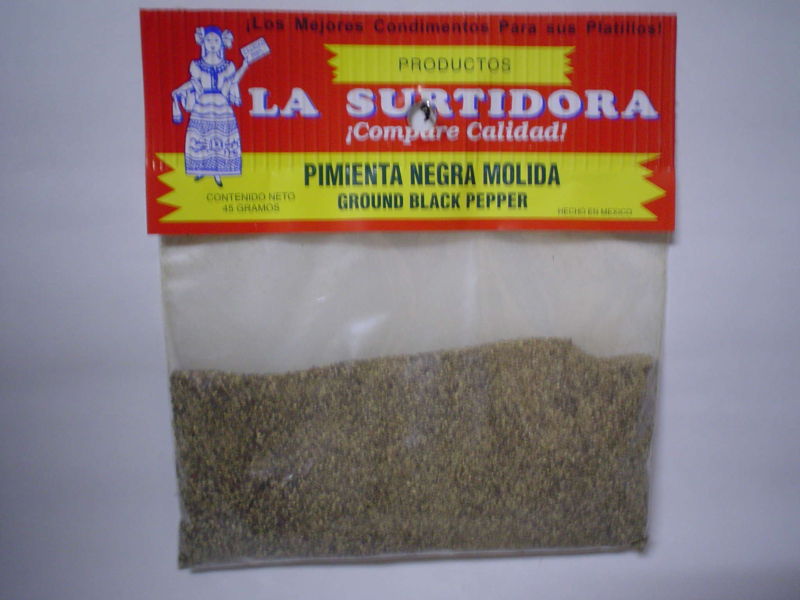 ¡Los Mejores Condimentos Para sus Platillos!
PRODUCTOS
LA SURTIDORA
¡Compare Calidad!
PIMIENTA NEGRA MOLIDA
GROUND BLACK PEPPER
CONTENIDO NETO
45 GRAMOS
HECHO EN MEXICO